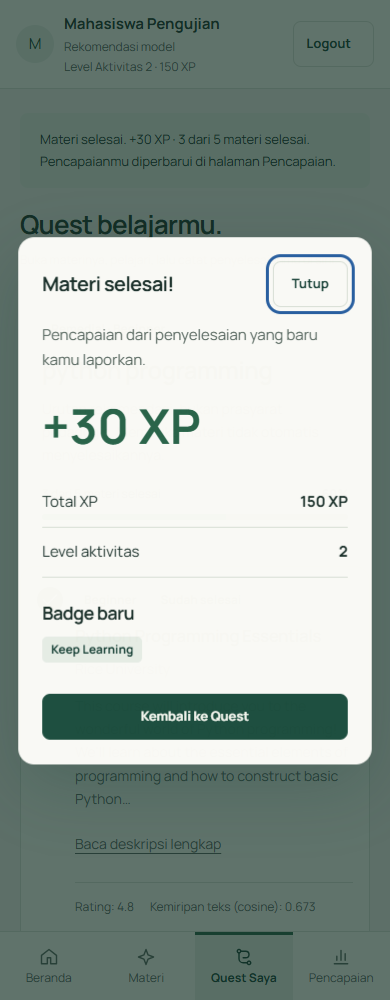 M
Mahasiswa Pengujian
Rekomendasi model
Level Aktivitas 2 · 150 XP
Logout
Materi selesai. +30 XP · 3 dari 5 materi selesai.
Pencapaianmu diperbarui di halaman Pencapaian.
Quest belajarmu.
Materi selesai!
Tutup
Pencapaian dari penyelesaian yang baru
kamu laporkan.
+30 XP
Total XP
150 XP
Level aktivitas
2
Badge baru
Keep Learning
Kembali ke Quest
programming and how to construct basic
Python...
Baca deskripsi lengkap
Rating: 4.8
Kemiripan teks (cosine): 0.673
Beranda
Materi
Quest Saya
Pencapaian